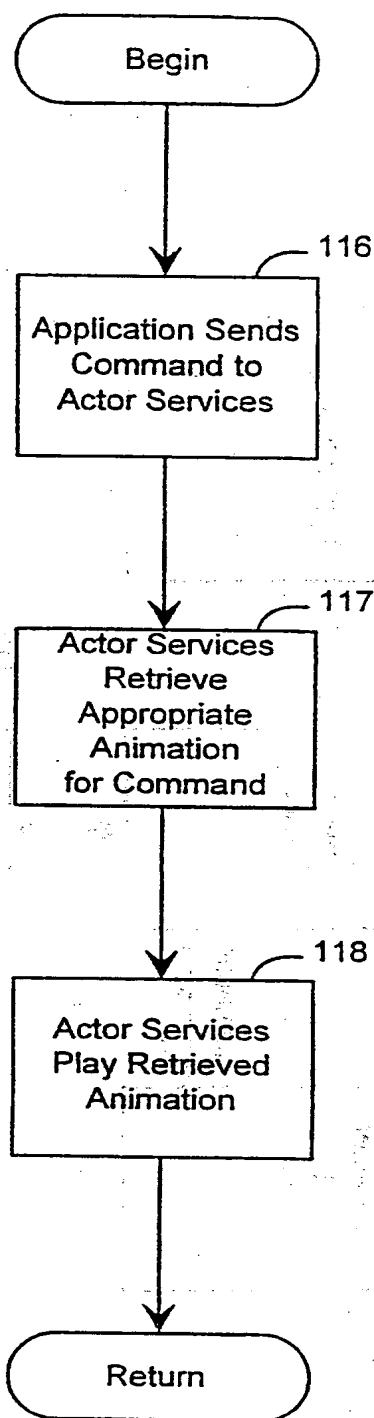 Begin
116
Application Sends
Command to
Actor Services
117
Actor Services
Retrieve
Appropriate
Animation
for Command
118
Actor Services
Play Retrieved
Animation
Return